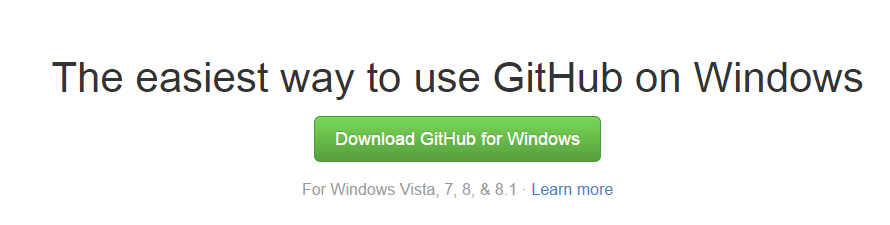 The easiest way to use GitHub on Windows
Download GitHub for Windows
For Windows Vista, 7, 8, & 8.1 · Learn more